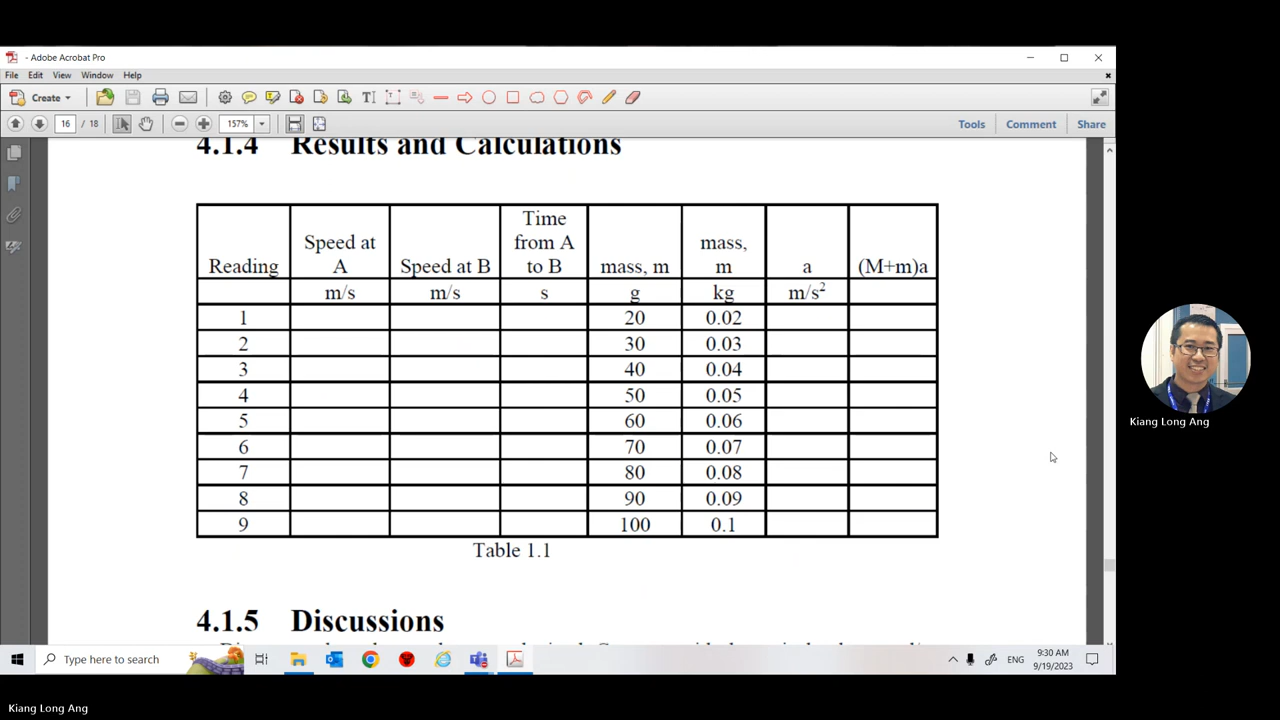 - Adobe Acrobat Pro
File Edit View Window Help
Create
16 / 18 157% Tools Comment Share
4.1.4 Results and Calculations
Reading Speed at A Speed at B Time from A to B mass, m mass, m a (M+m)a
m/s m/s s g kg m/s²
1 20 0.02
2 30 0.03
3 40 0.04
4 50 0.05
5 60 0.06
6 70 0.07
7 80 0.08
8 90 0.09
9 100 0.1
Table 1.1
4.1.5 Discussions
Type here to search
ENG
9:30 AM
9/19/2023
Kiang Long Ang
Kiang Long Ang